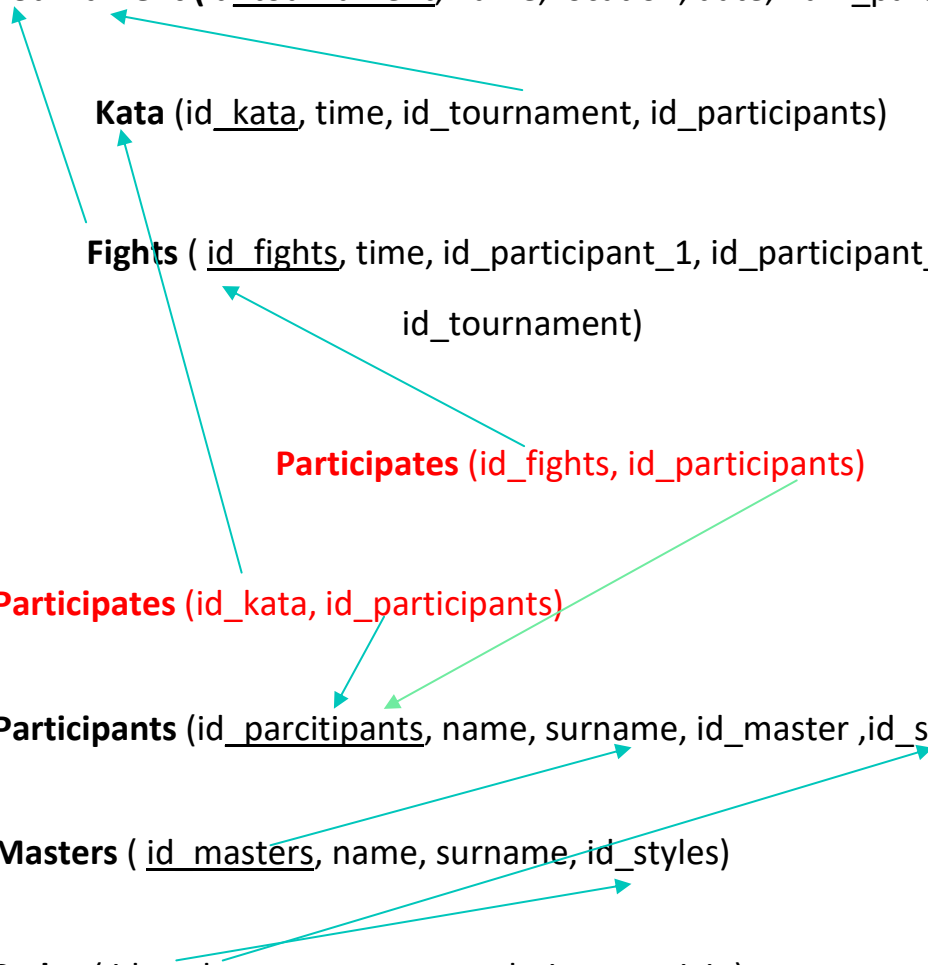 Kata (id_kata, time, id_tournament, id_participants)
Fights ( id_fights, time, id_participant_1, id_participant_
id_tournament)
Participates (id_fights, id_participants)
Participates (id_kata, id_participants)
Participants (id_parcitipants, name, surname, id_master ,id_s
Masters ( id_masters, name, surname, id_styles)